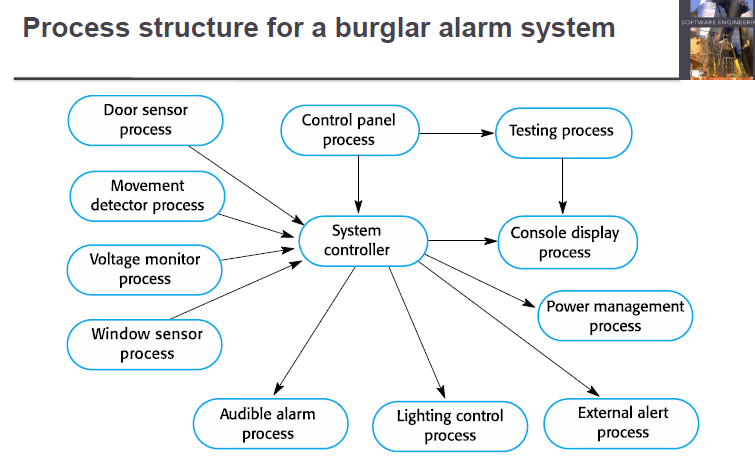 Process structure for a burglar alarm system
SOFTWARE ENGINEERIN
Door sensor
process
Control panel
process
Testing process
Movement
detector process
System
controller
Console display
process
Voltage monitor
process
Power management
process
Window sensor
process
Audible alarm
process
Lighting control
process
External alert
process